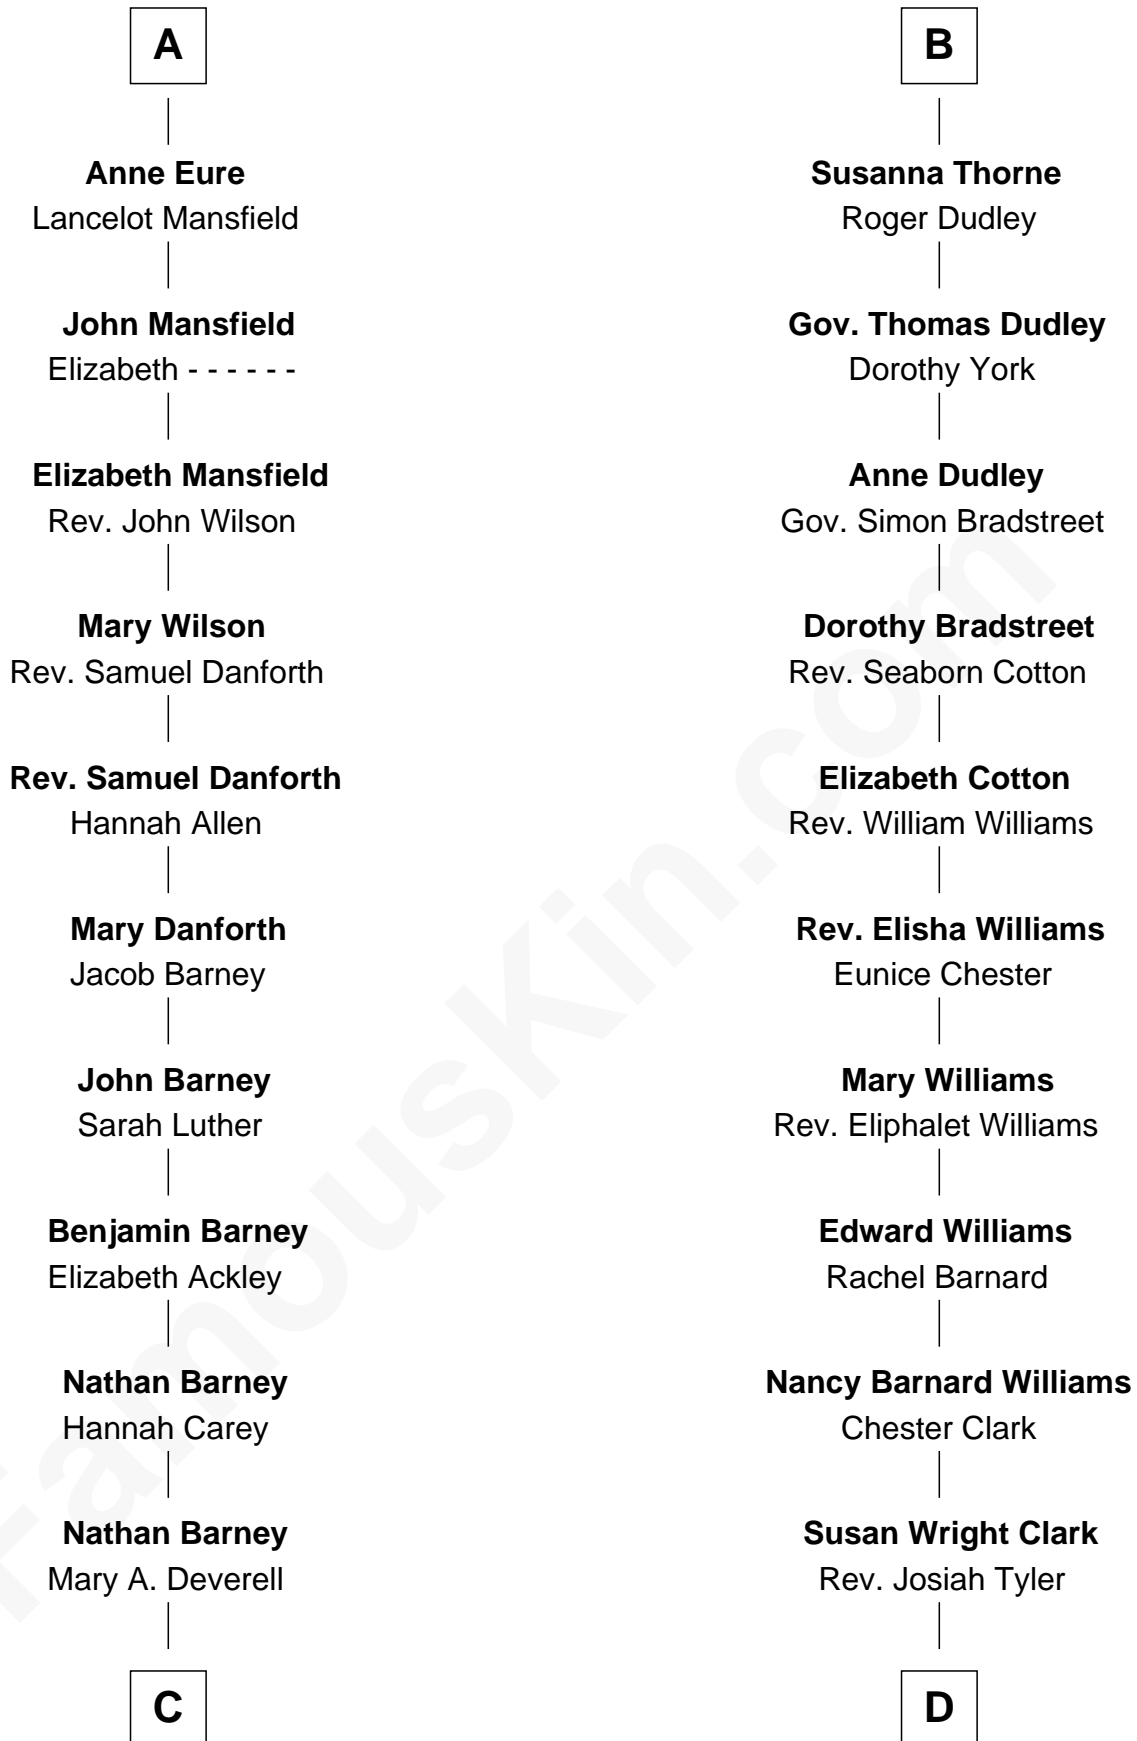 A
Anne Eure
Lancelot Mansfield
John Mansfield
Elizabeth - - - - - -
Elizabeth Mansfield
Rev. John Wilson
Mary Wilson
Rev. Samuel Danforth
Rev. Samuel Danforth
Hannah Allen
Mary Danforth
Jacob Barney
John Barney
Sarah Luther
Benjamin Barney
Elizabeth Ackley
Nathan Barney
Hannah Carey
Nathan Barney
Mary A. Deverell
C
B
Susanna Thorne
Roger Dudley
Gov. Thomas Dudley
Dorothy York
Anne Dudley
Gov. Simon Bradstreet
Dorothy Bradstreet
Rev. Seaborn Cotton
Elizabeth Cotton
Rev. William Williams
Rev. Elisha Williams
Eunice Chester
Mary Williams
Rev. Eliphalet Williams
Edward Williams
Rachel Barnard
Nancy Barnard Williams
Chester Clark
Susan Wright Clark
Rev. Josiah Tyler
D
FamousKin.com